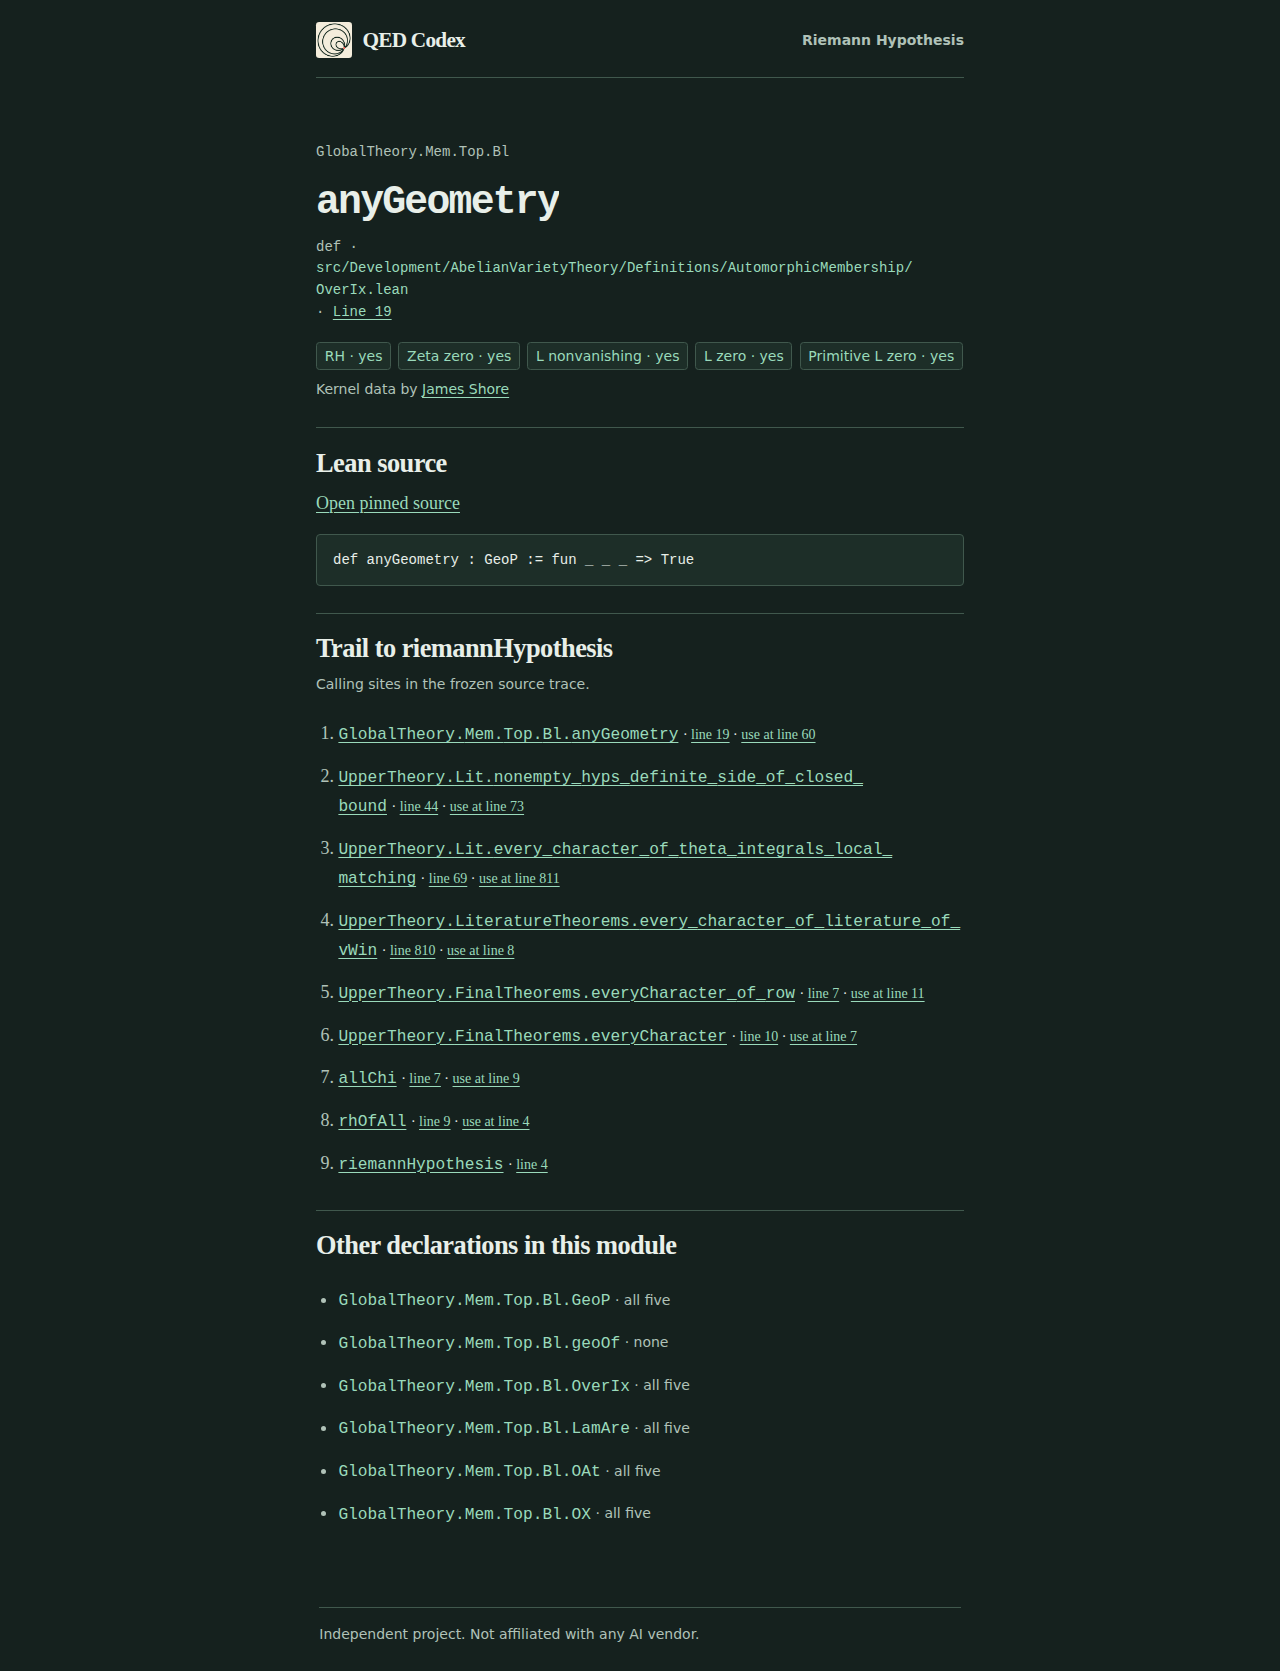 QED Codex
Riemann Hypothesis
GlobalTheory.Mem.Top.Bl
anyGeometry
def ·
src/Development/AbelianVarietyTheory/Definitions/AutomorphicMembership/
OverIx.lean
· Line 19
RH · yes
Zeta zero · yes
L nonvanishing · yes
L zero · yes
Primitive L zero · yes
Kernel data by James Shore
Lean source
Open pinned source
def anyGeometry : GeoP := fun _ _ _ => True
Trail to riemannHypothesis
Calling sites in the frozen source trace.
1. GlobalTheory.Mem.Top.Bl.anyGeometry · line 19 · use at line 60
2. UpperTheory.Lit.nonempty_hyps_definite_side_of_closed_
bound · line 44 · use at line 73
3. UpperTheory.Lit.every_character_of_theta_integrals_local_
matching · line 69 · use at line 811
4. UpperTheory.LiteratureTheorems.every_character_of_literature_of_
vWin · line 810 · use at line 8
5. UpperTheory.FinalTheorems.everyCharacter_of_row · line 7 · use at line 11
6. UpperTheory.FinalTheorems.everyCharacter · line 10 · use at line 7
7. allChi · line 7 · use at line 9
8. rhOfAll · line 9 · use at line 4
9. riemannHypothesis · line 4
Other declarations in this module
• GlobalTheory.Mem.Top.Bl.GeoP · all five
• GlobalTheory.Mem.Top.Bl.geoOf · none
• GlobalTheory.Mem.Top.Bl.OverIx · all five
• GlobalTheory.Mem.Top.Bl.LamAre · all five
• GlobalTheory.Mem.Top.Bl.OAt · all five
• GlobalTheory.Mem.Top.Bl.OX · all five
Independent project. Not affiliated with any AI vendor.